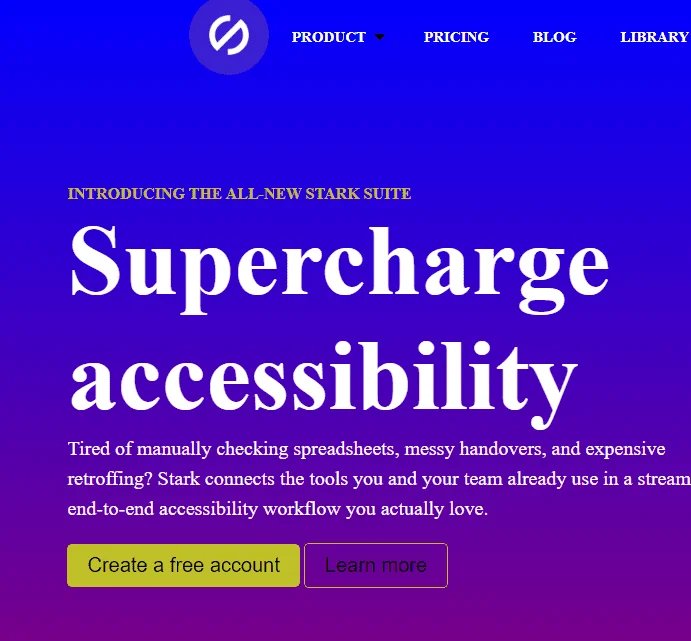 PRODUCT PRICING BLOG LIBRARY
INTRODUCING THE ALL-NEW STARK SUITE
Supercharge
accessibility
Tired of manually checking spreadsheets, messy handovers, and expensive
retroffing? Stark connects the tools you and your team already use in a stream
end-to-end accessibility workflow you actually love.
Create a free account Learn more